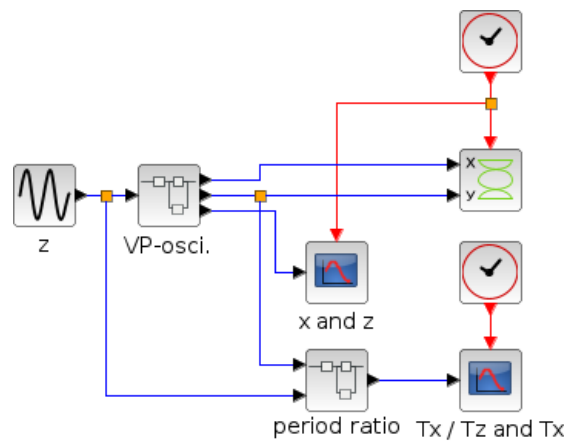 x
y
z
VP-osci.
x and z
period ratio
Tx / Tz and Tx